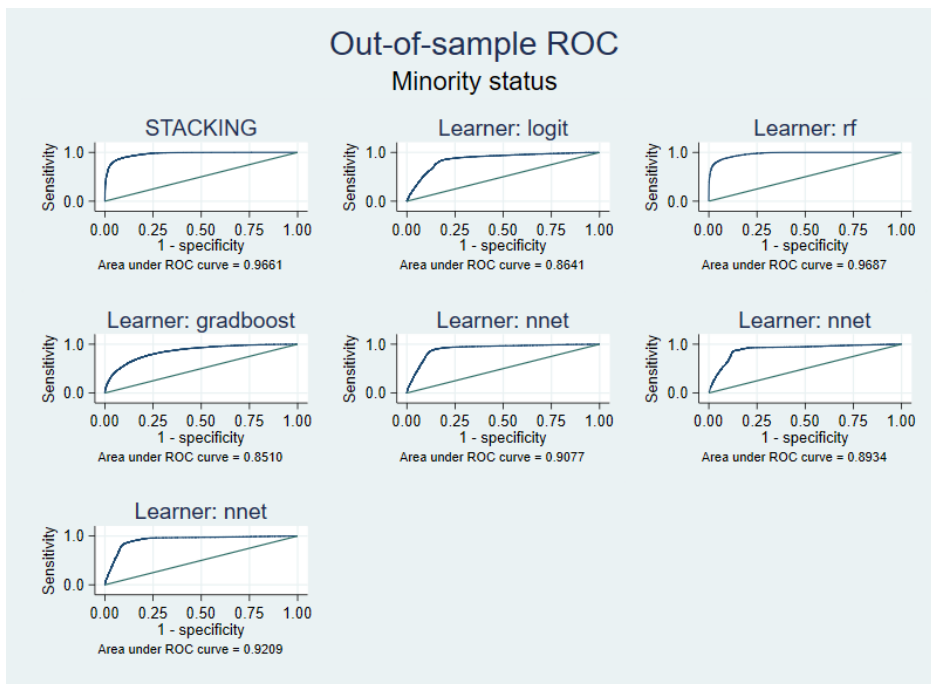 Out-of-sample ROC
Minority status
STACKING
Sensitivity
1.0
0.0
0.00 0.25 0.50 0.75 1.00
1 - specificity
Area under ROC curve = 0.9661
Learner: logit
Sensitivity
1.0
0.0
0.00 0.25 0.50 0.75 1.00
1 - specificity
Area under ROC curve = 0.8641
Learner: rf
Sensitivity
1.0
0.0
0.00 0.25 0.50 0.75 1.00
1 - specificity
Area under ROC curve = 0.9687
Learner: gradboost
Sensitivity
1.0
0.0
0.00 0.25 0.50 0.75 1.00
1 - specificity
Area under ROC curve = 0.8510
Learner: nnet
Sensitivity
1.0
0.0
0.00 0.25 0.50 0.75 1.00
1 - specificity
Area under ROC curve = 0.9077
Learner: nnet
Sensitivity
1.0
0.0
0.00 0.25 0.50 0.75 1.00
1 - specificity
Area under ROC curve = 0.8934
Learner: nnet
Sensitivity
1.0
0.0
0.00 0.25 0.50 0.75 1.00
1 - specificity
Area under ROC curve = 0.9209